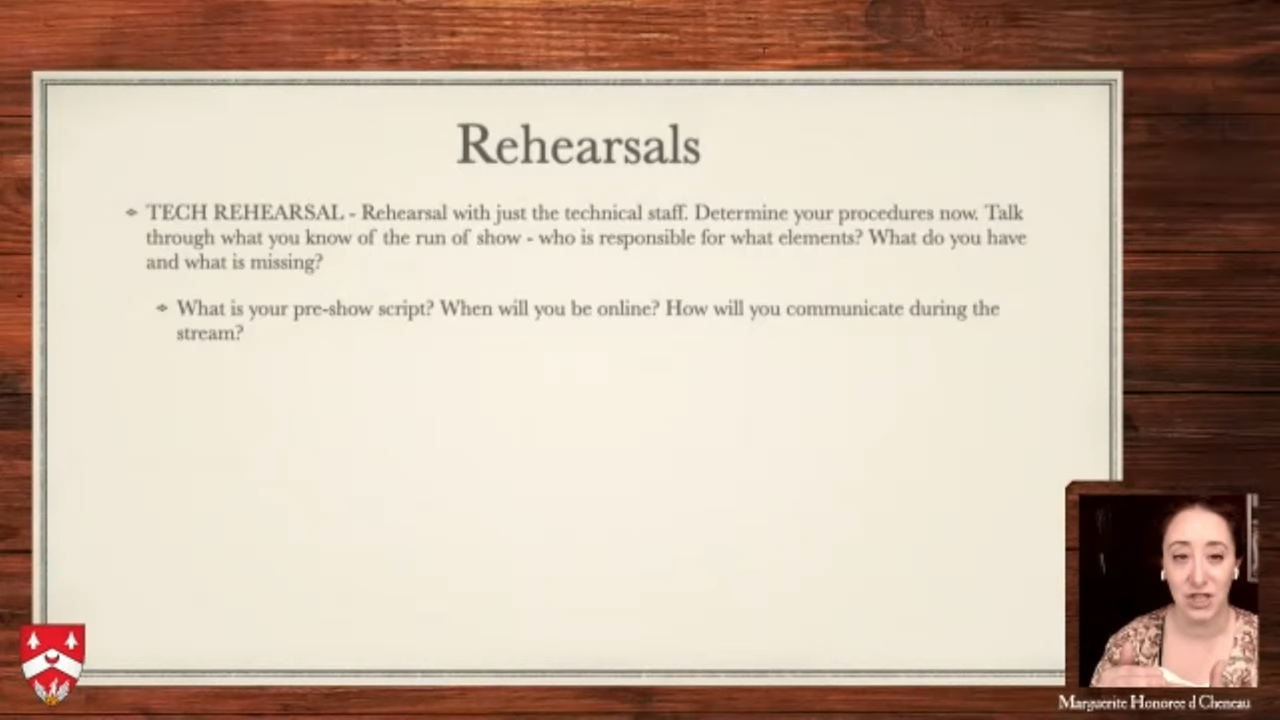 Rehearsals
TECH REHEARSAL - Rehearsal with just the technical staff. Determine your procedures now. Talk
through what you know of the run of show - who is responsible for what elements? What do you have
and what is missing?
What is your pre-show script? When will you be online? How will you communicate during the
stream?
Marguerite Honoree d Cheneau